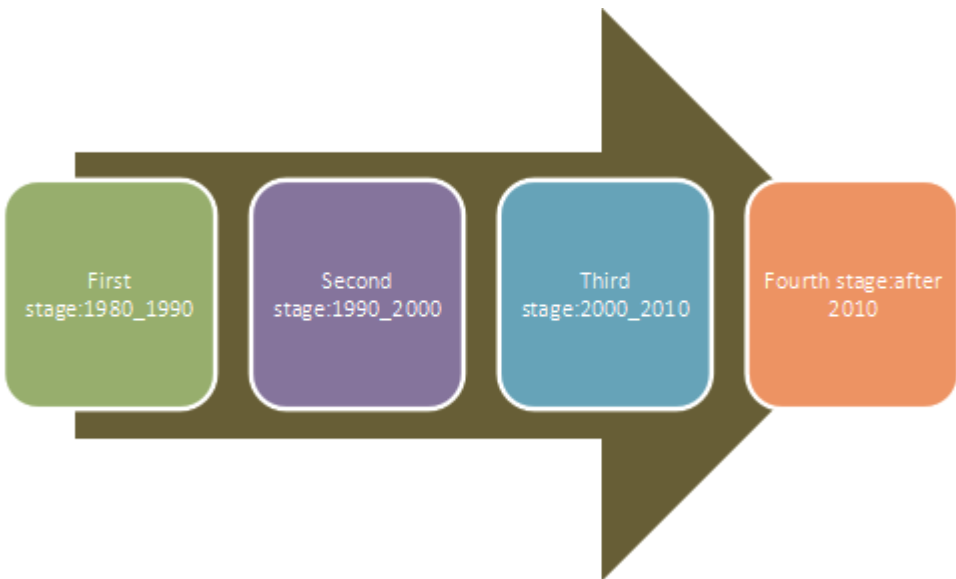 First
stage:1980_1990
Second
stage:1990_2000
Third
stage:2000_2010
Fourth stage:after
2010